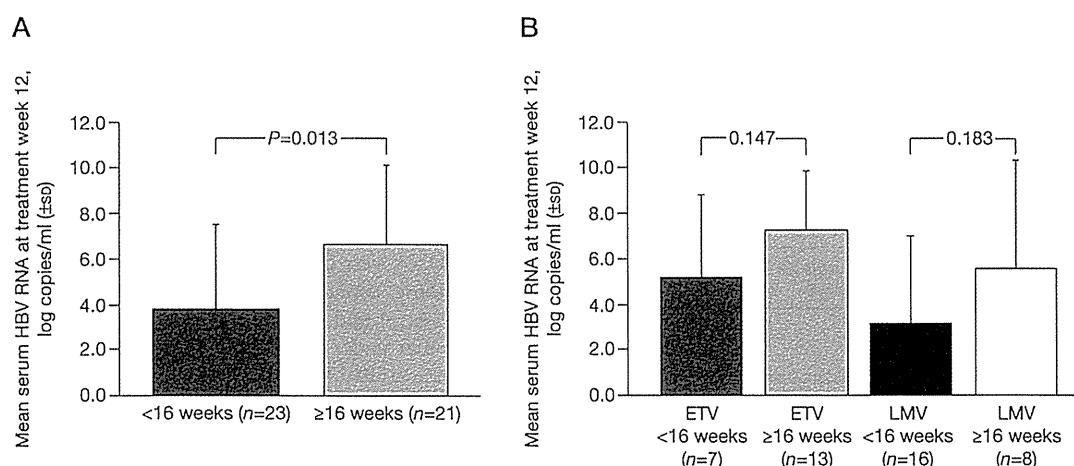 A
Mean serum HBV RNA at treatment week 12,
log copies/ml (±SD)
12.0
10.0
8.0
6.0
4.0
2.0
0.0
P=0.013
<16 weeks (n=23)
≥16 weeks (n=21)
B
Mean serum HBV RNA at treatment week 12,
log copies/ml (±SD)
12.0
10.0
8.0
6.0
4.0
2.0
0.0
0.147
0.183
ETV
<16 weeks
(n=7)
ETV
≥16 weeks
(n=13)
LMV
<16 weeks
(n=16)
LMV
≥16 weeks
(n=8)